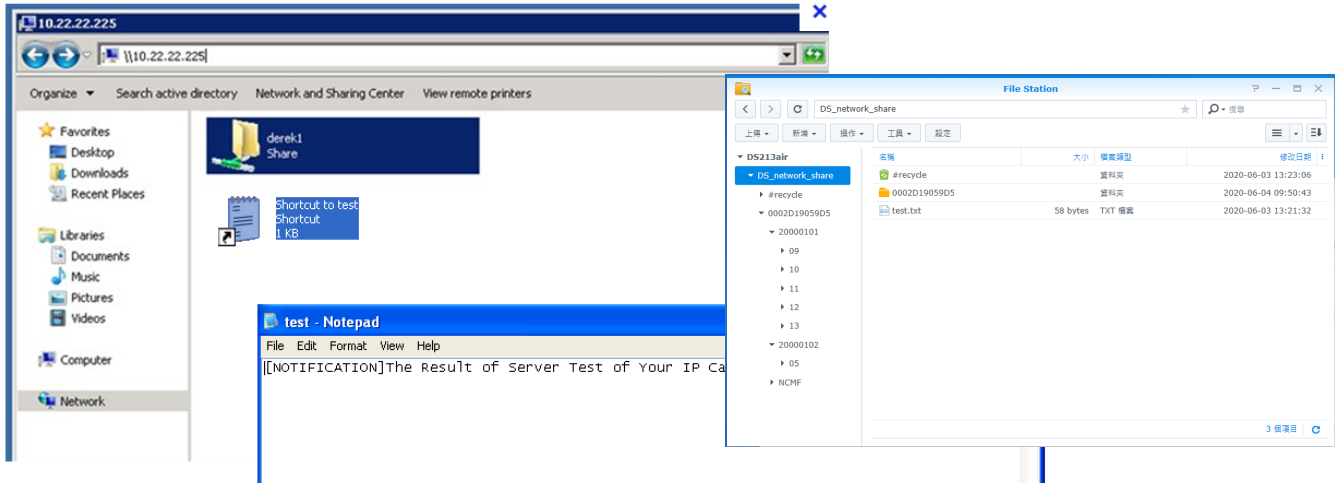 10.22.22.225
\\10.22.22.225
Organize Search active directory Network and Sharing Center View remote printers
Favorites
Desktop
Downloads
Recent Places
Libraries
Documents
Music
Pictures
Videos
Computer
Network
derek1
Share
Shortcut to test
Shortcut
1 KB
test - Notepad
File Edit Format View Help
[NOTIFICATION]The Result of Server Test of Your IP Ca
File Station
DS_network_share
搜尋
上傳 新增 操作 工具 設定
DS213air
DS_network_share
#recycle
0002D19059D5
20000101
09
10
11
12
13
20000102
05
NCMF
名稱 大小 檔案類型 修改日期
#recycle 資料夾 2020-06-03 13:23:06
0002D19059D5 資料夾 2020-06-04 09:50:43
test.txt 58 bytes TXT 檔案 2020-06-03 13:21:32
3 個項目